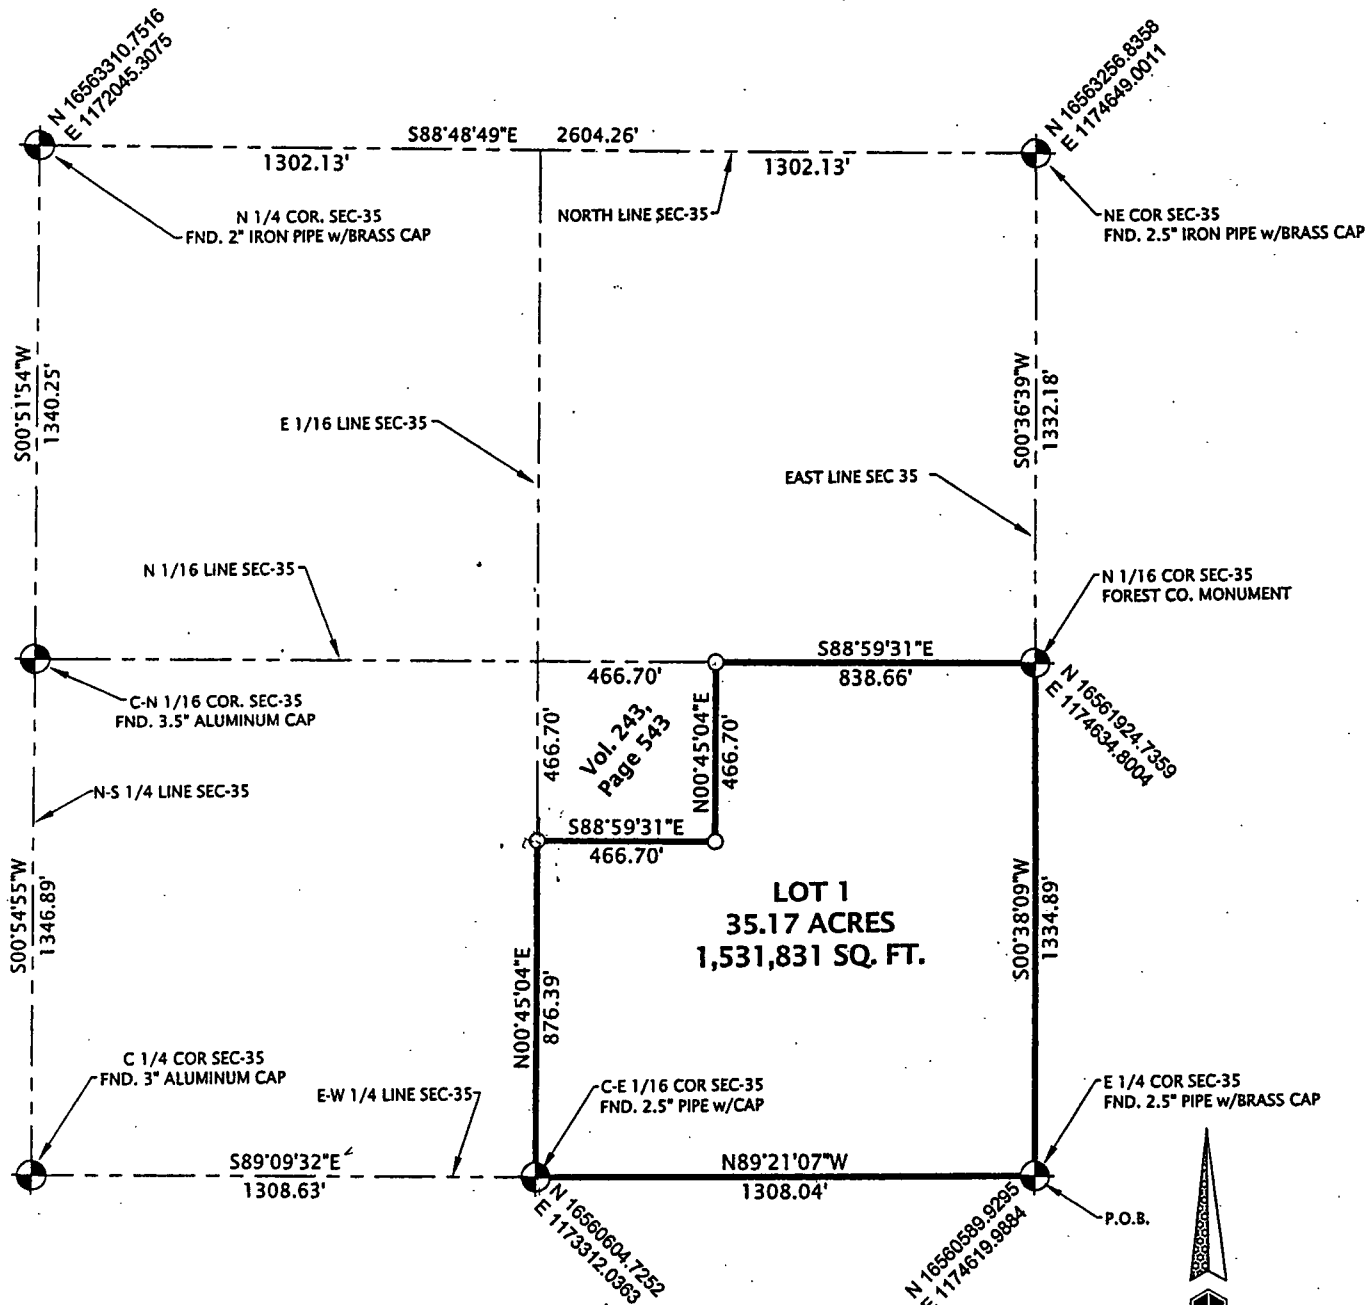 N 16563310.7516
E 1172045.3075
N 16563256.8358
E 1174649.0011
S88°48'49"E 2604.26'
1302.13'
1302.13'
N 1/4 COR. SEC-35
FND. 2" IRON PIPE w/BRASS CAP
NORTH LINE SEC-35
NE COR SEC-35
FND. 2.5" IRON PIPE w/BRASS CAP
S00°51'54"W
1340.25'
S00°36'39"W
1332.18'
E 1/16 LINE SEC-35
EAST LINE SEC 35
N 1/16 LINE SEC-35
N 1/16 COR SEC-35
FOREST CO. MONUMENT
S88°59'31"E
838.66'
466.70'
C-N 1/16 COR. SEC-35
FND. 3.5" ALUMINUM CAP
466.70'
Vol. 243,
Page 543
N00°45'04"E
466.70'
N 16561924.7359
E 1174634.8004
N-S 1/4 LINE SEC-35
S88°59'31"E
466.70'
LOT 1
35.17 ACRES
1,531,831 SQ. FT.
S00°54'55"W
1346.89'
N00°45'04"E
876.39'
S00°38'09"W
1334.89'
C 1/4 COR SEC-35
FND. 3" ALUMINUM CAP
E-W 1/4 LINE SEC-35
C-E 1/16 COR SEC-35
FND. 2.5" PIPE w/CAP
E 1/4 COR SEC-35
FND. 2.5" PIPE w/BRASS CAP
S89°09'32"E
1308.63'
N89°21'07"W
1308.04'
N 16560604.7252
E 1173312.0363
N 16560589.9295
E 1174619.9884
P.O.B.